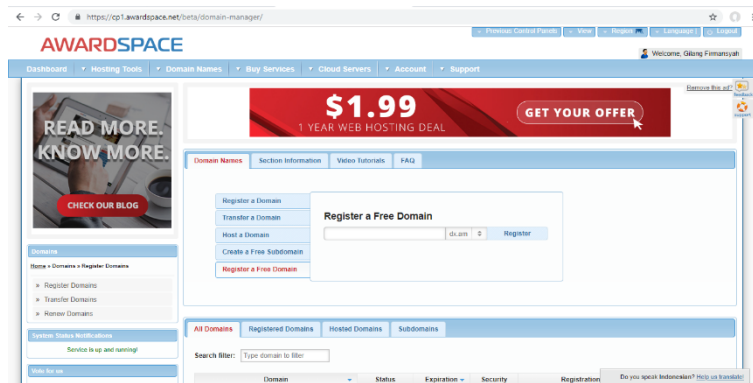 https://cp1.awardspace.net/beta/domain-manager/
Previous Control Panels View Region Language Logout
AWARDSPACE
Welcome, Gilang Firmansyah
Dashboard Hosting Tools Domain Names Buy Services Cloud Servers Account Support
Remove this ad?
feedback
support
READ MORE.
KNOW MORE.
CHECK OUR BLOG
$1.99
1 YEAR WEB HOSTING DEAL
GET YOUR OFFER
Domain Names Section Information Video Tutorials FAQ
Register a Domain
Transfer a Domain
Host a Domain
Create a Free Subdomain
Register a Free Domain
Register a Free Domain
dx.am Register
Domains
Home » Domains » Register Domains
» Register Domains
» Transfer Domains
» Renew Domains
System Status Notifications
Service is up and running!
Vote for us
All Domains Registered Domains Hosted Domains Subdomains
Search filter: Type domain to filter
Domain Status Expiration Security Registration
Do you speak Indonesian? Help us translate!